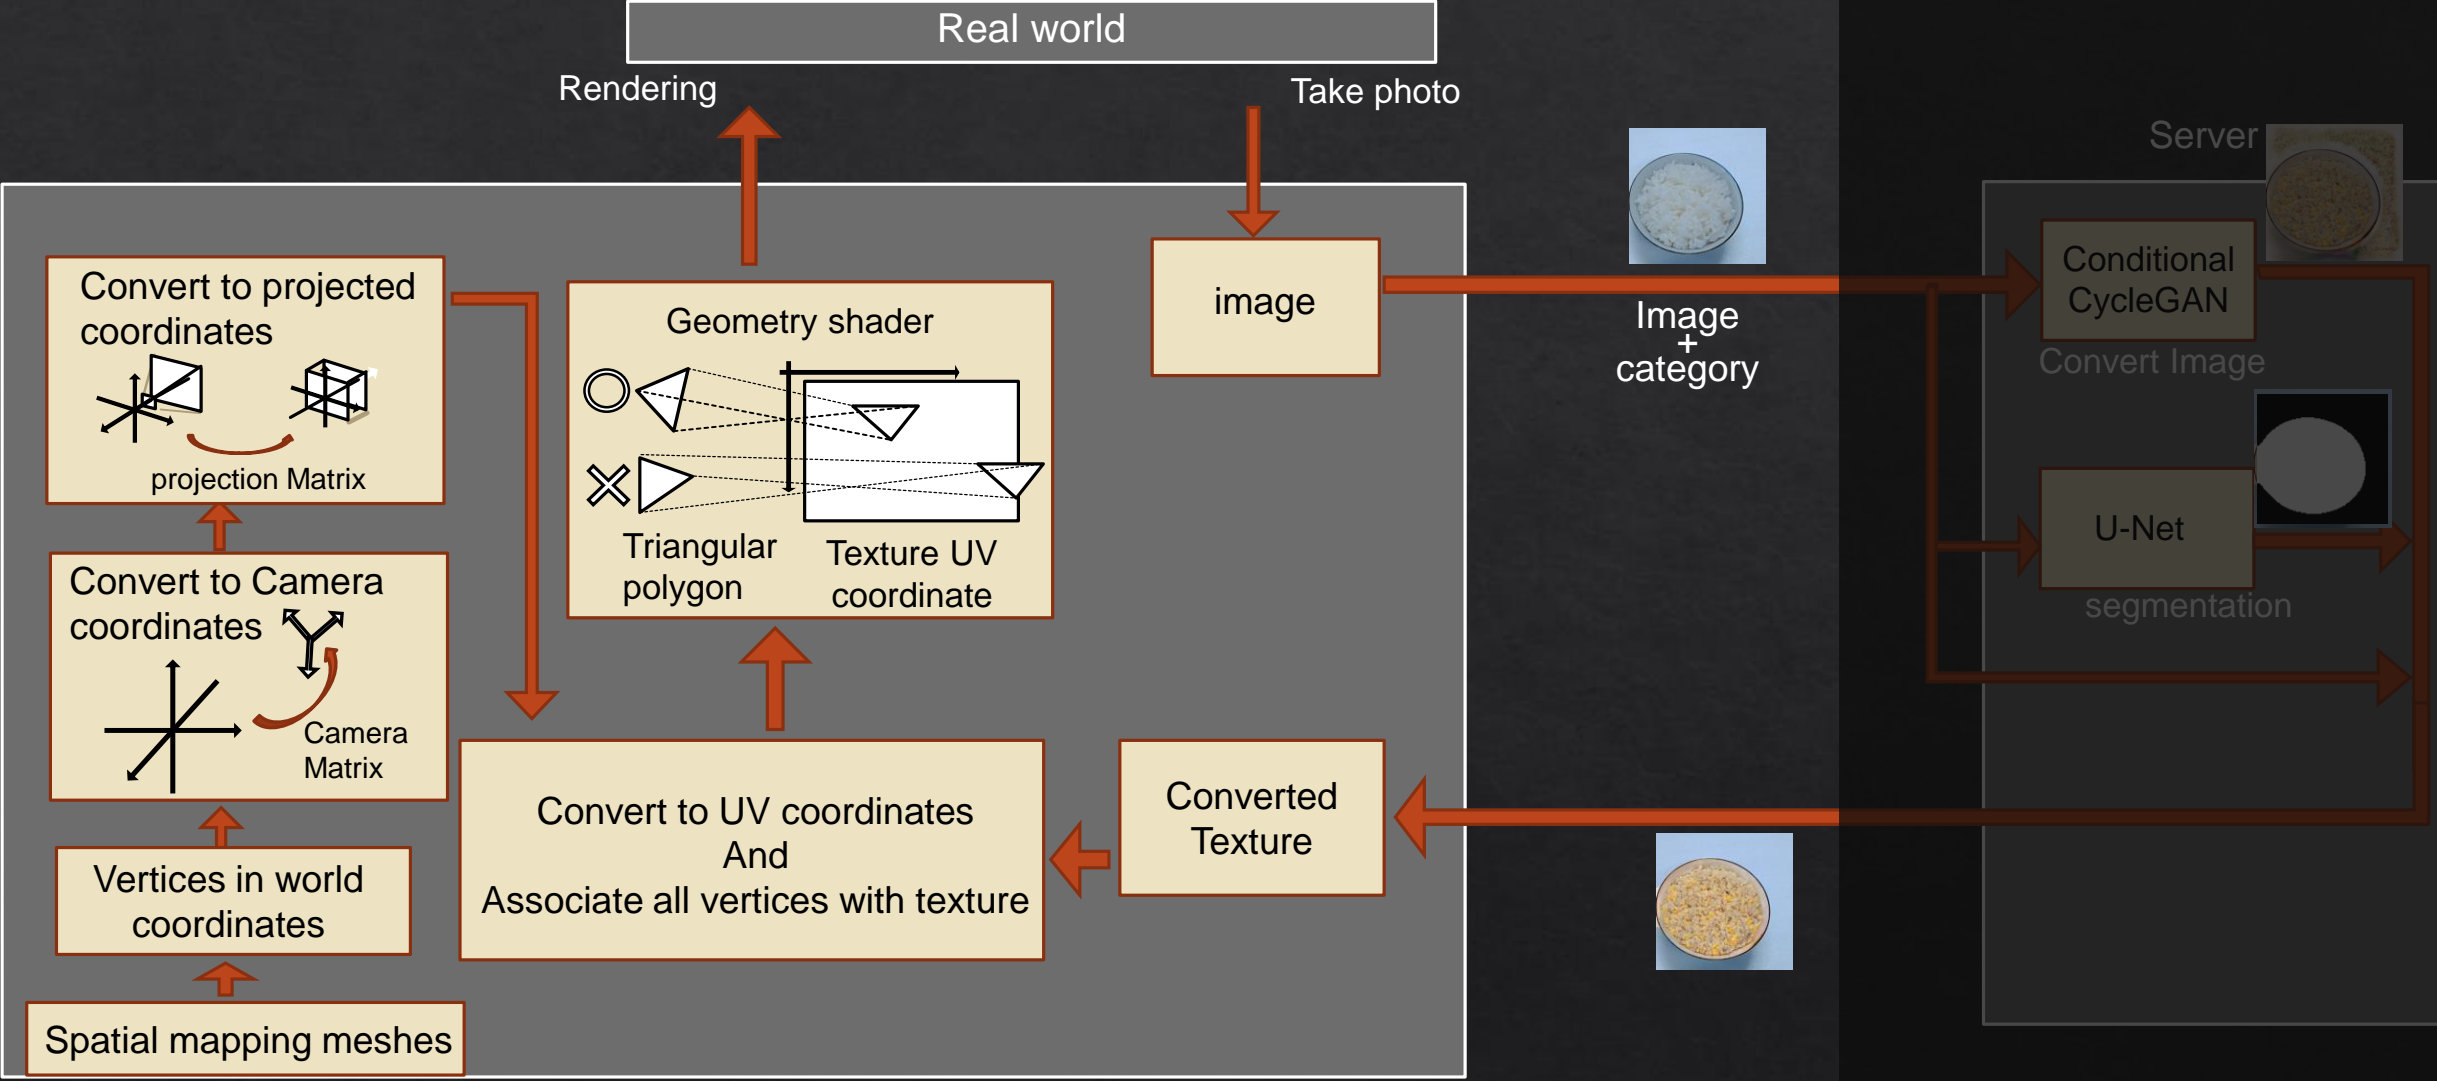 Real world
Rendering
Take photo
Server
Convert to projected
coordinates
projection Matrix
Geometry shader
Triangular
polygon
Texture UV
coordinate
image
Image
+
category
Conditional
CycleGAN
Convert Image
U-Net
segmentation
Convert to Camera
coordinates
Camera
Matrix
Vertices in world
coordinates
Spatial mapping meshes
Convert to UV coordinates
And
Associate all vertices with texture
Converted
Texture